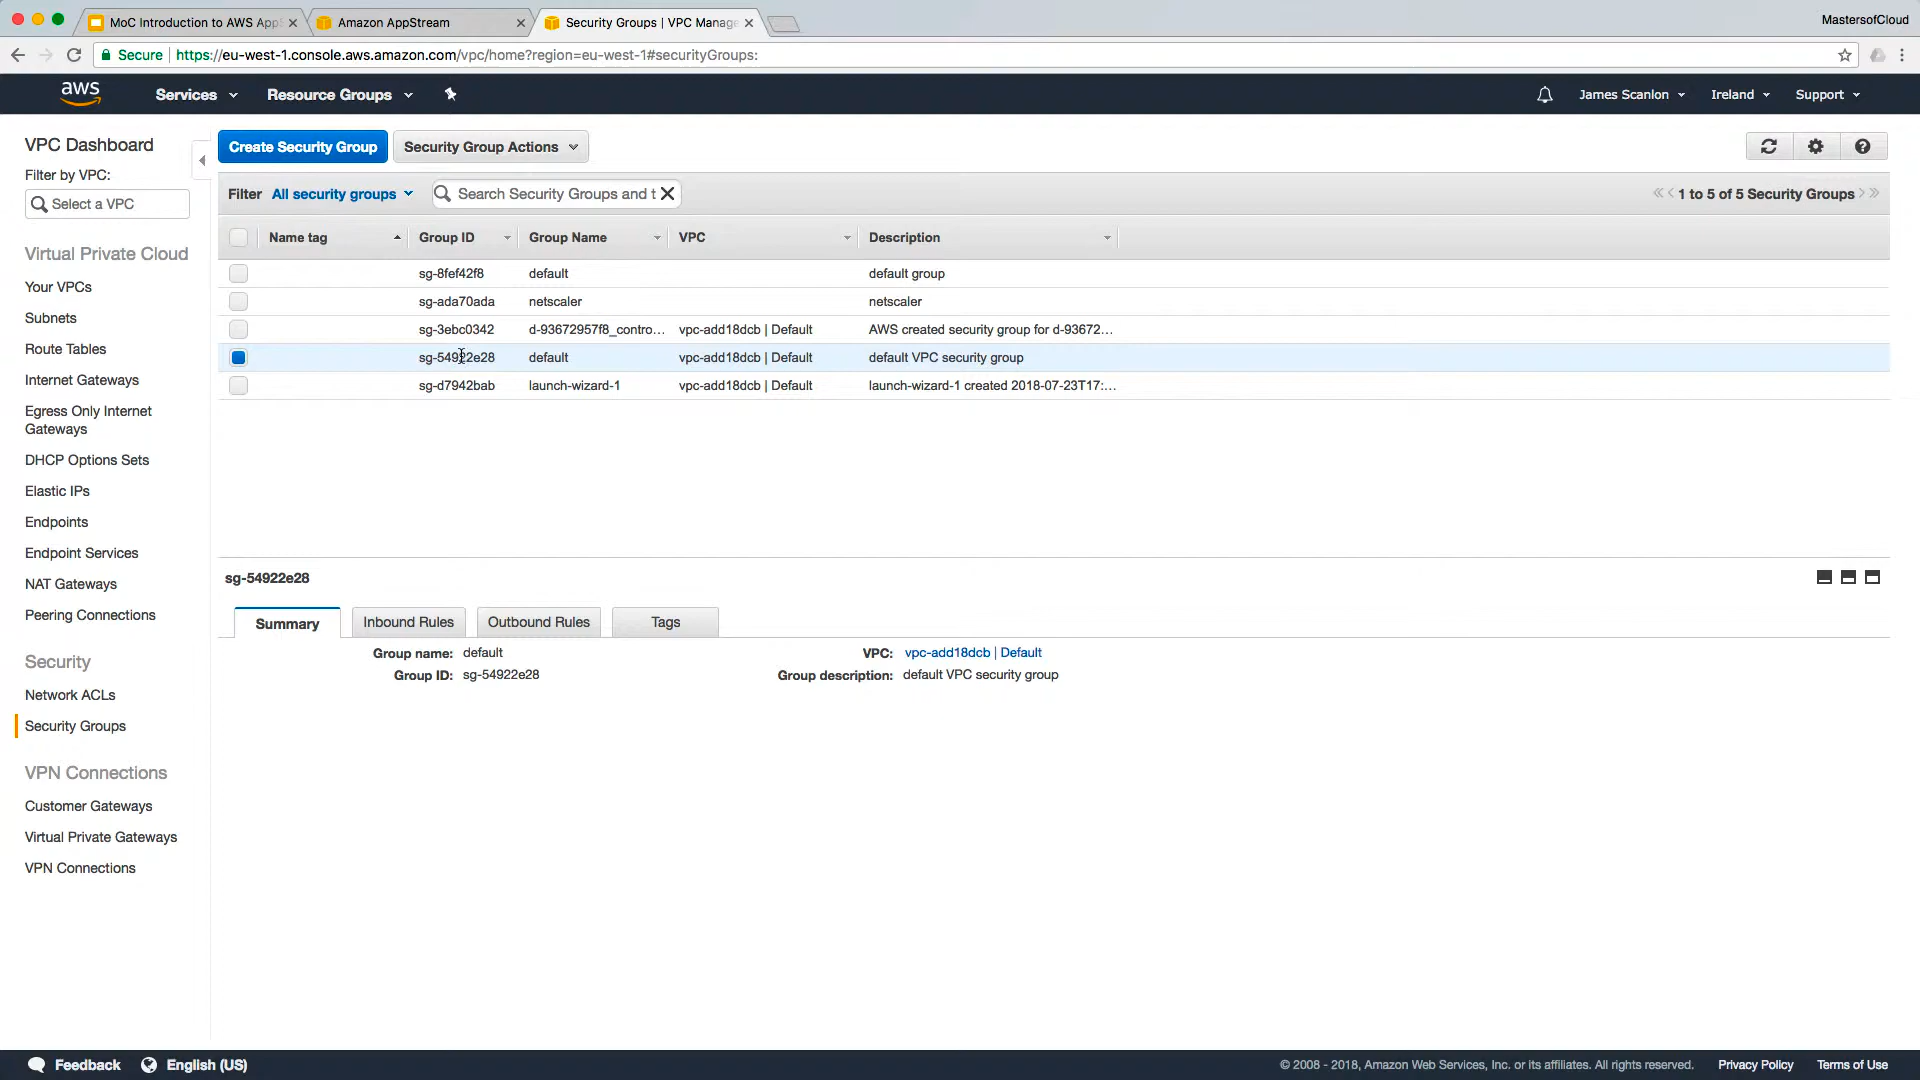 MoC Introduction to AWS App
Amazon AppStream
Security Groups | VPC Manage
MastersofCloud
Secure
https://eu-west-1.console.aws.amazon.com/vpc/home?region=eu-west-1#securityGroups:
aws
Services
Resource Groups
James Scanlon
Ireland
Support
VPC Dashboard
Filter by VPC:
Select a VPC
Virtual Private Cloud
Your VPCs
Subnets
Route Tables
Internet Gateways
Egress Only Internet
Gateways
DHCP Options Sets
Elastic IPs
Endpoints
Endpoint Services
NAT Gateways
Peering Connections
Security
Network ACLs
Security Groups
VPN Connections
Customer Gateways
Virtual Private Gateways
VPN Connections
Create Security Group
Security Group Actions
Filter All security groups
Search Security Groups and t
1 to 5 of 5 Security Groups
Name tag Group ID Group Name VPC Description
sg-8fef42f8 default default group
sg-ada70ada netscaler netscaler
sg-3ebc0342 d-93672957f8_contro... vpc-add18dcb | Default AWS created security group for d-93672...
sg-54922e28 default vpc-add18dcb | Default default VPC security group
sg-d7942bab launch-wizard-1 vpc-add18dcb | Default launch-wizard-1 created 2018-07-23T17:...
sg-54922e28
Summary
Inbound Rules
Outbound Rules
Tags
Group name: default
VPC: vpc-add18dcb | Default
Group ID: sg-54922e28
Group description: default VPC security group
Feedback
English (US)
© 2008 - 2018, Amazon Web Services, Inc. or its affiliates. All rights reserved.
Privacy Policy
Terms of Use